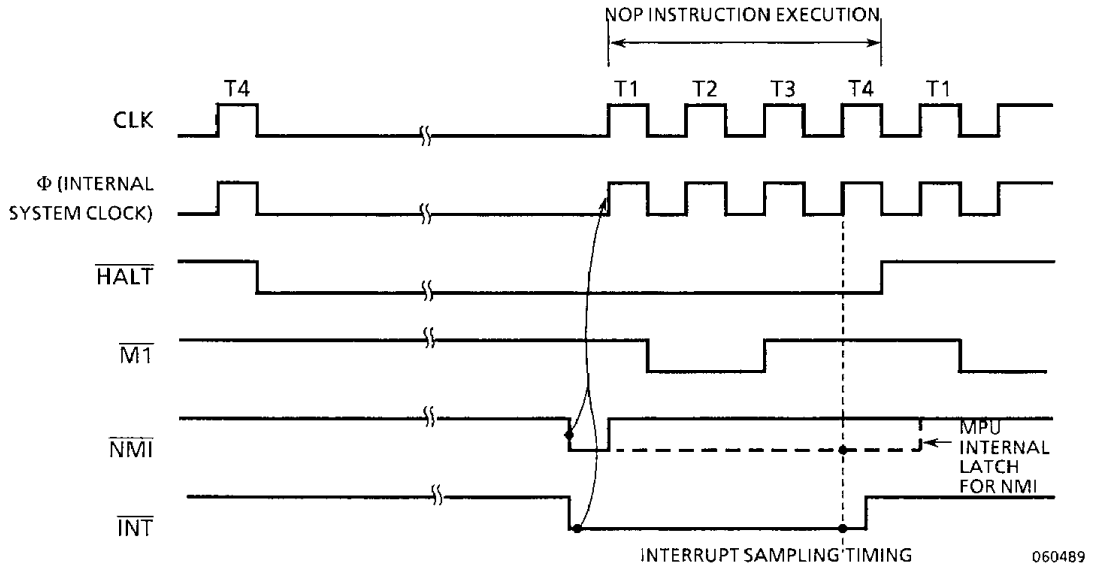 NOP INSTRUCTION EXECUTION
T4 T1 T2 T3 T4 T1
CLK
Φ (INTERNAL
SYSTEM CLOCK)
HALT
M1
NMI
MPU
INTERNAL
LATCH
FOR NMI
INT
INTERRUPT SAMPLING TIMING
060489